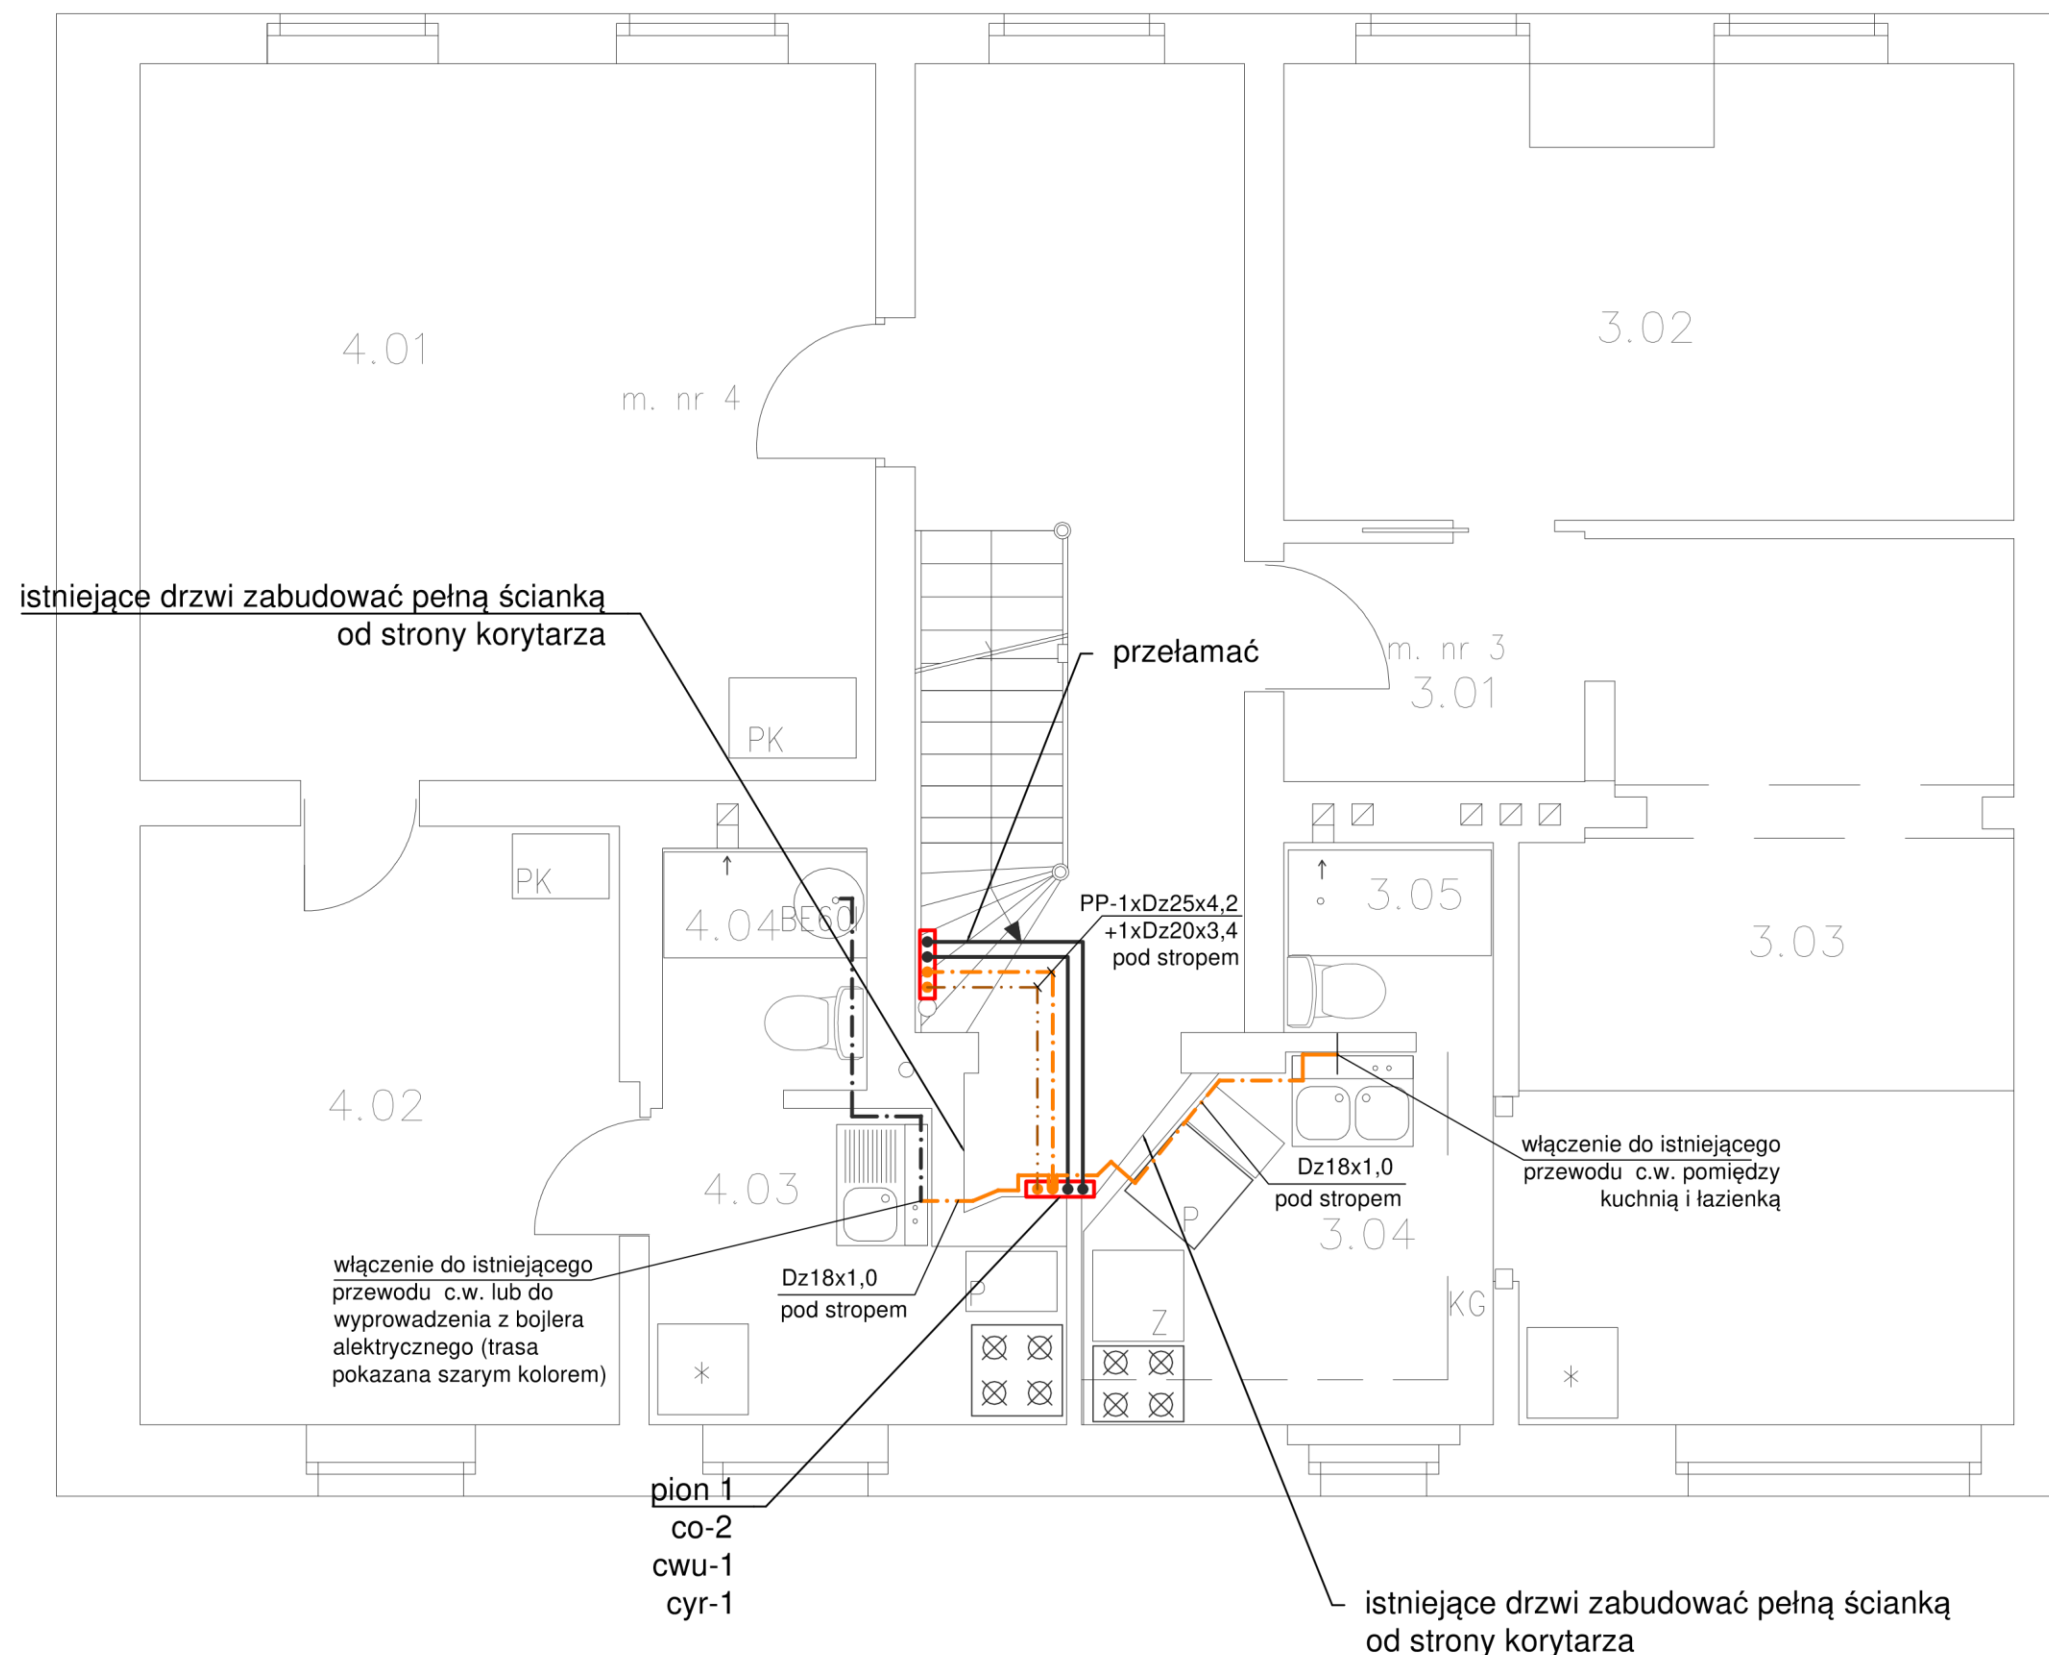 4.01
m. nr 4
3.02
istniejące drzwi zabudować pełną ścianką
od strony korytarza
przełamać
m. nr 3
3.01
PK
PK
4.04
BE60l
PP-1xDz25x4,2
+1xDz20x3,4
pod stropem
3.05
3.03
4.02
4.03
włączenie do istniejącego
przewodu c.w. pomiędzy
kuchnią i łazienką
Dz18x1,0
pod stropem
P
3.04
włączenie do istniejącego
przewodu c.w. lub do
wyprowadzenia z bojlera
alektrycznego (trasa
pokazana szarym kolorem)
Dz18x1,0
pod stropem
P
Z
KG
pion 1
co-2
cwu-1
cyr-1
istniejące drzwi zabudować pełną ścianką
od strony korytarza